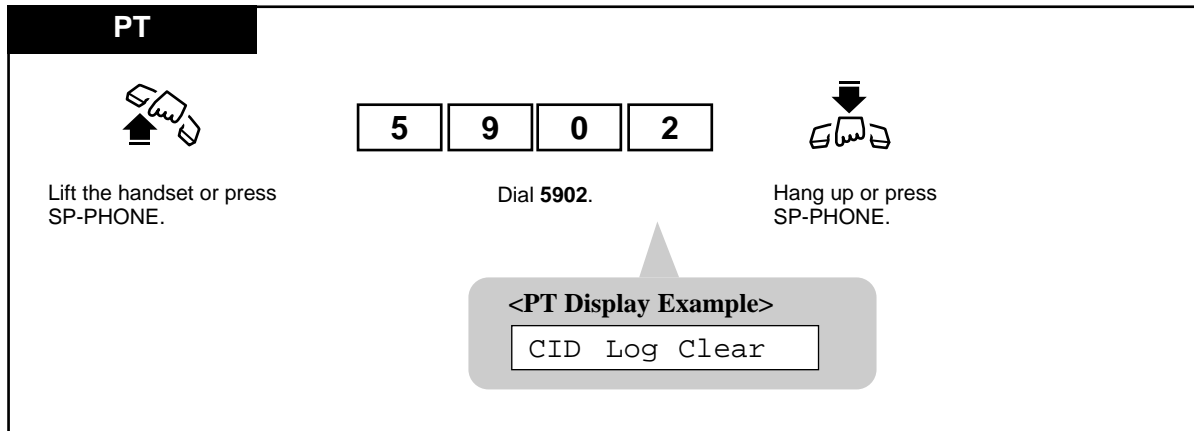 PT
5 9 0 2
Lift the handset or press
SP-PHONE.
Dial 5902.
Hang up or press
SP-PHONE.
<PT Display Example>
CID Log Clear